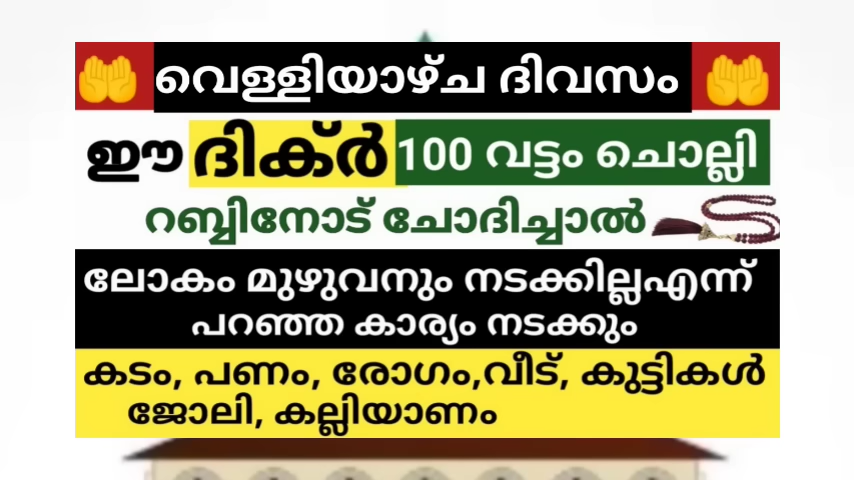 വെള്ളിയാഴ്ച ദിവസം
ഈ ദിക്ർ 100 വട്ടം ചൊല്ലി
റബ്ബിനോട് ചോദിച്ചാൽ
ലോകം മുഴുവനും നടക്കില്ലഎന്ന്
പറഞ്ഞ കാര്യം നടക്കും
കടം, പണം, രോഗം,വീട്, കുട്ടികൾ
ജോലി, കല്ലിയാണം